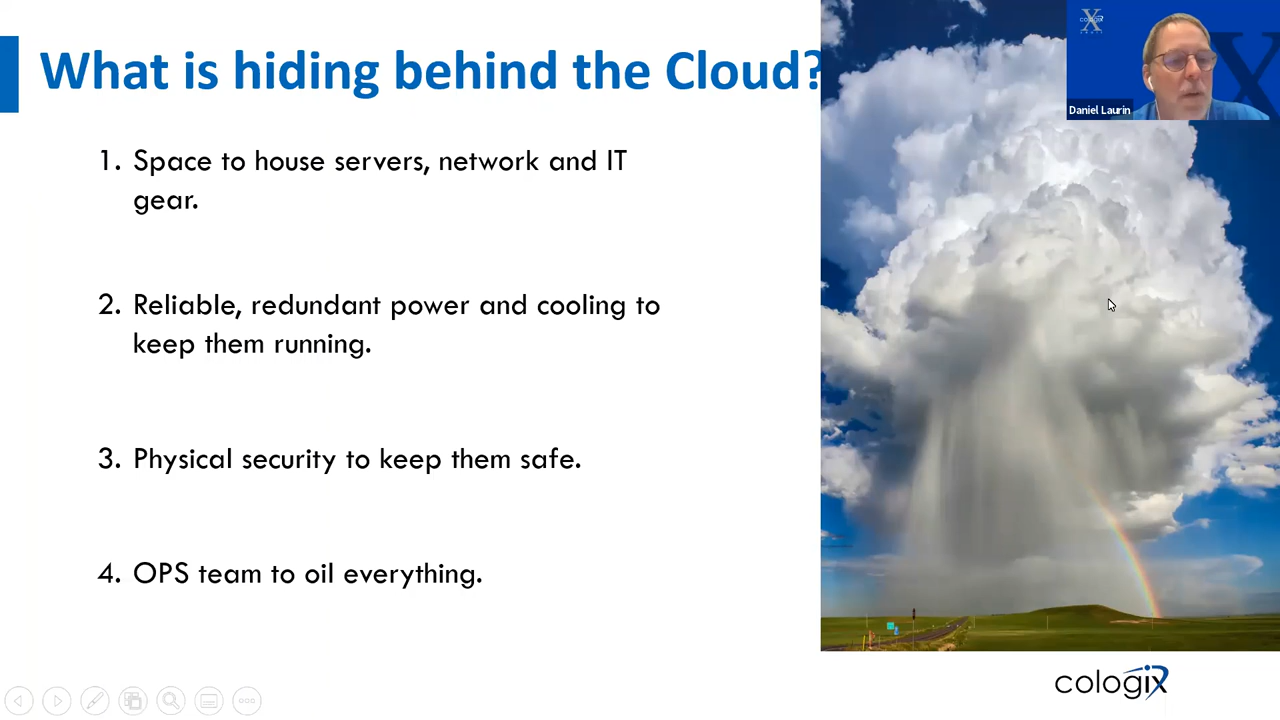 What is hiding behind the Cloud?
Daniel Laurin
1. Space to house servers, network and IT
gear.
2. Reliable, redundant power and cooling to
keep them running.
3. Physical security to keep them safe.
4. OPS team to oil everything.
cologix